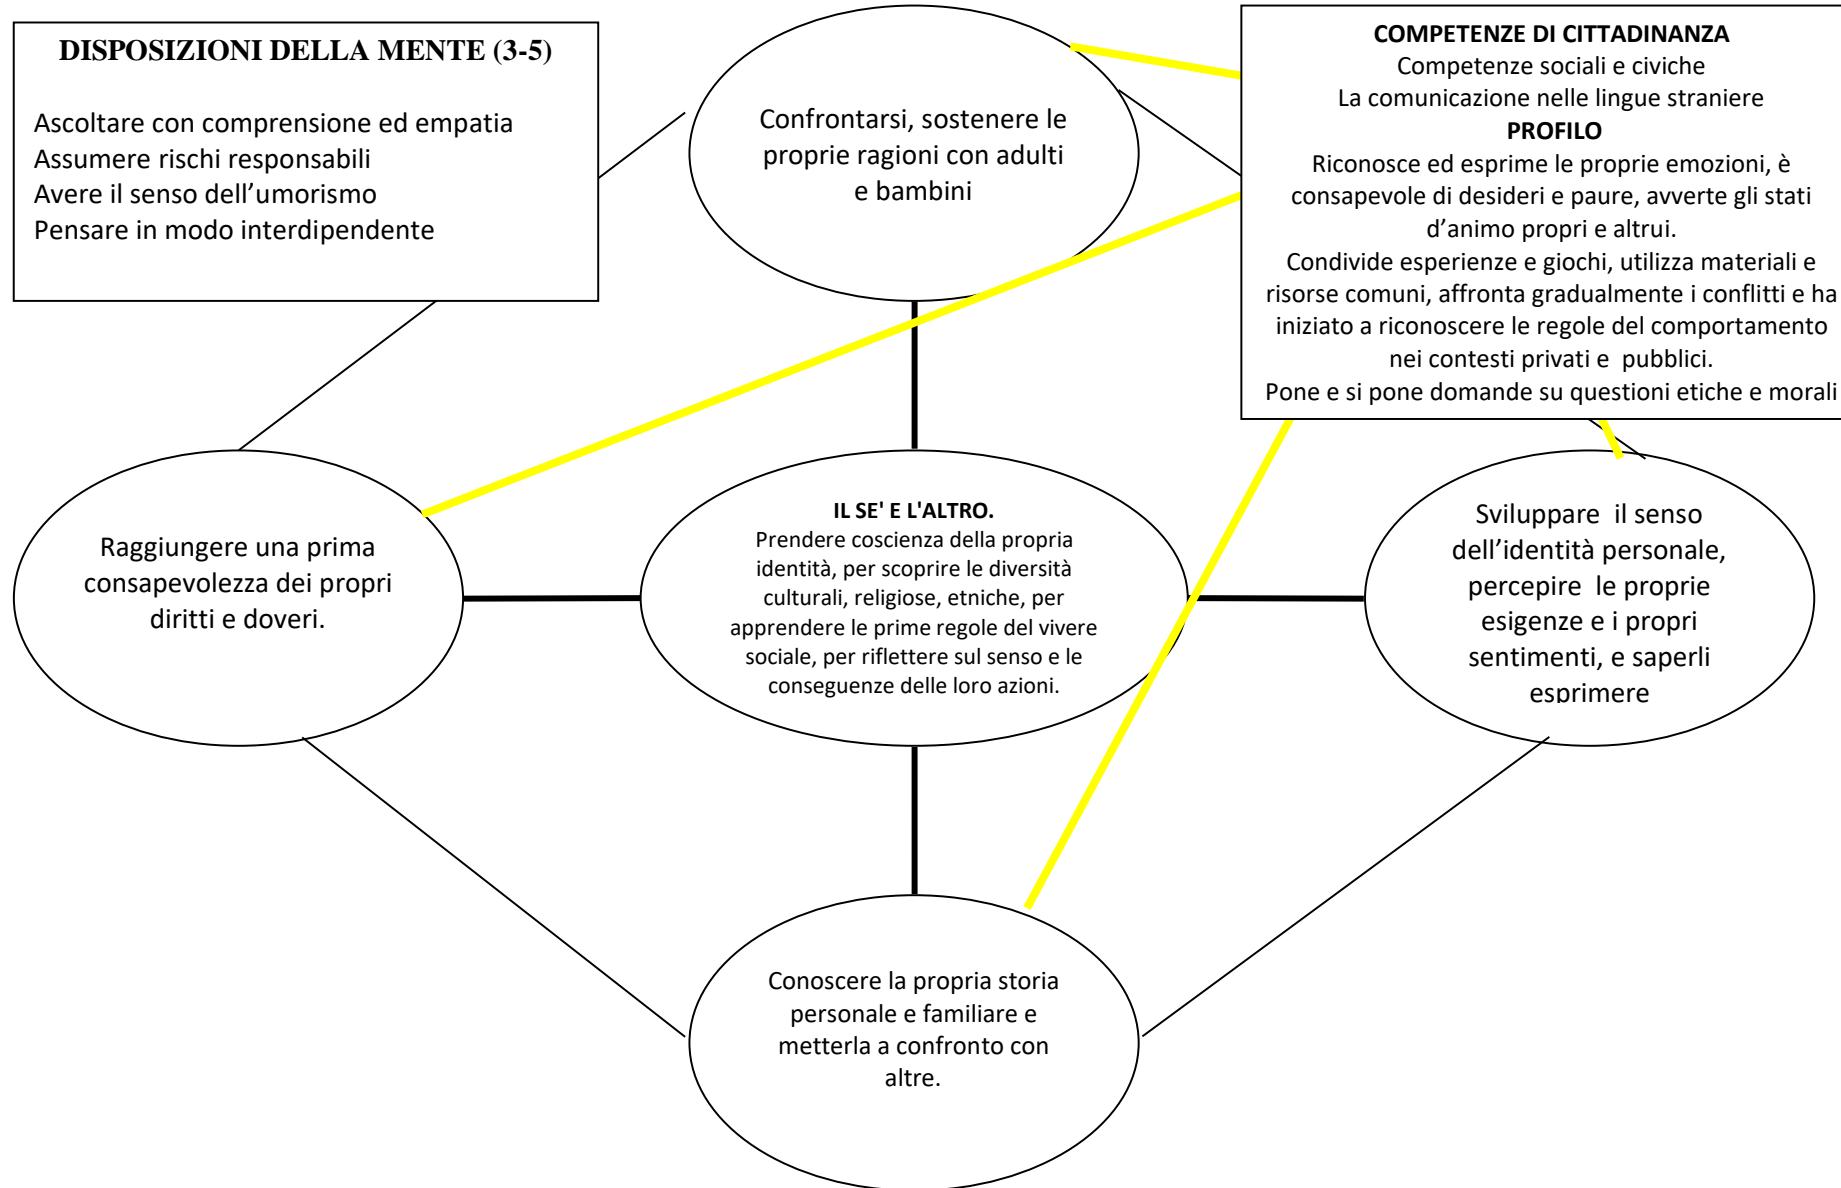 DISPOSIZIONI DELLA MENTE (3-5)
Ascoltare con comprensione ed empatia
Assumere rischi responsabili
Avere il senso dell’umorismo
Pensare in modo interdipendente
Confrontarsi, sostenere le
proprie ragioni con adulti
e bambini
COMPETENZE DI CITTADINANZA
Competenze sociali e civiche
La comunicazione nelle lingue straniere
PROFILO
Riconosce ed esprime le proprie emozioni, è
consapevole di desideri e paure, avverte gli stati
d’animo propri e altrui.
Condivide esperienze e giochi, utilizza materiali e
risorse comuni, affronta gradualmente i conflitti e ha
iniziato a riconoscere le regole del comportamento
nei contesti privati e  pubblici.
Pone e si pone domande su questioni etiche e morali
Raggiungere una prima
consapevolezza dei propri
diritti e doveri.
IL SE' E L'ALTRO.
Prendere coscienza della propria
identità, per scoprire le diversità
culturali, religiose, etniche, per
apprendere le prime regole del vivere
sociale, per riflettere sul senso e le
conseguenze delle loro azioni.
Sviluppare  il senso
dell’identità personale,
percepire  le proprie
esigenze e i propri
sentimenti, e saperli
esprimere
Conoscere la propria storia
personale e familiare e
metterla a confronto con
altre.